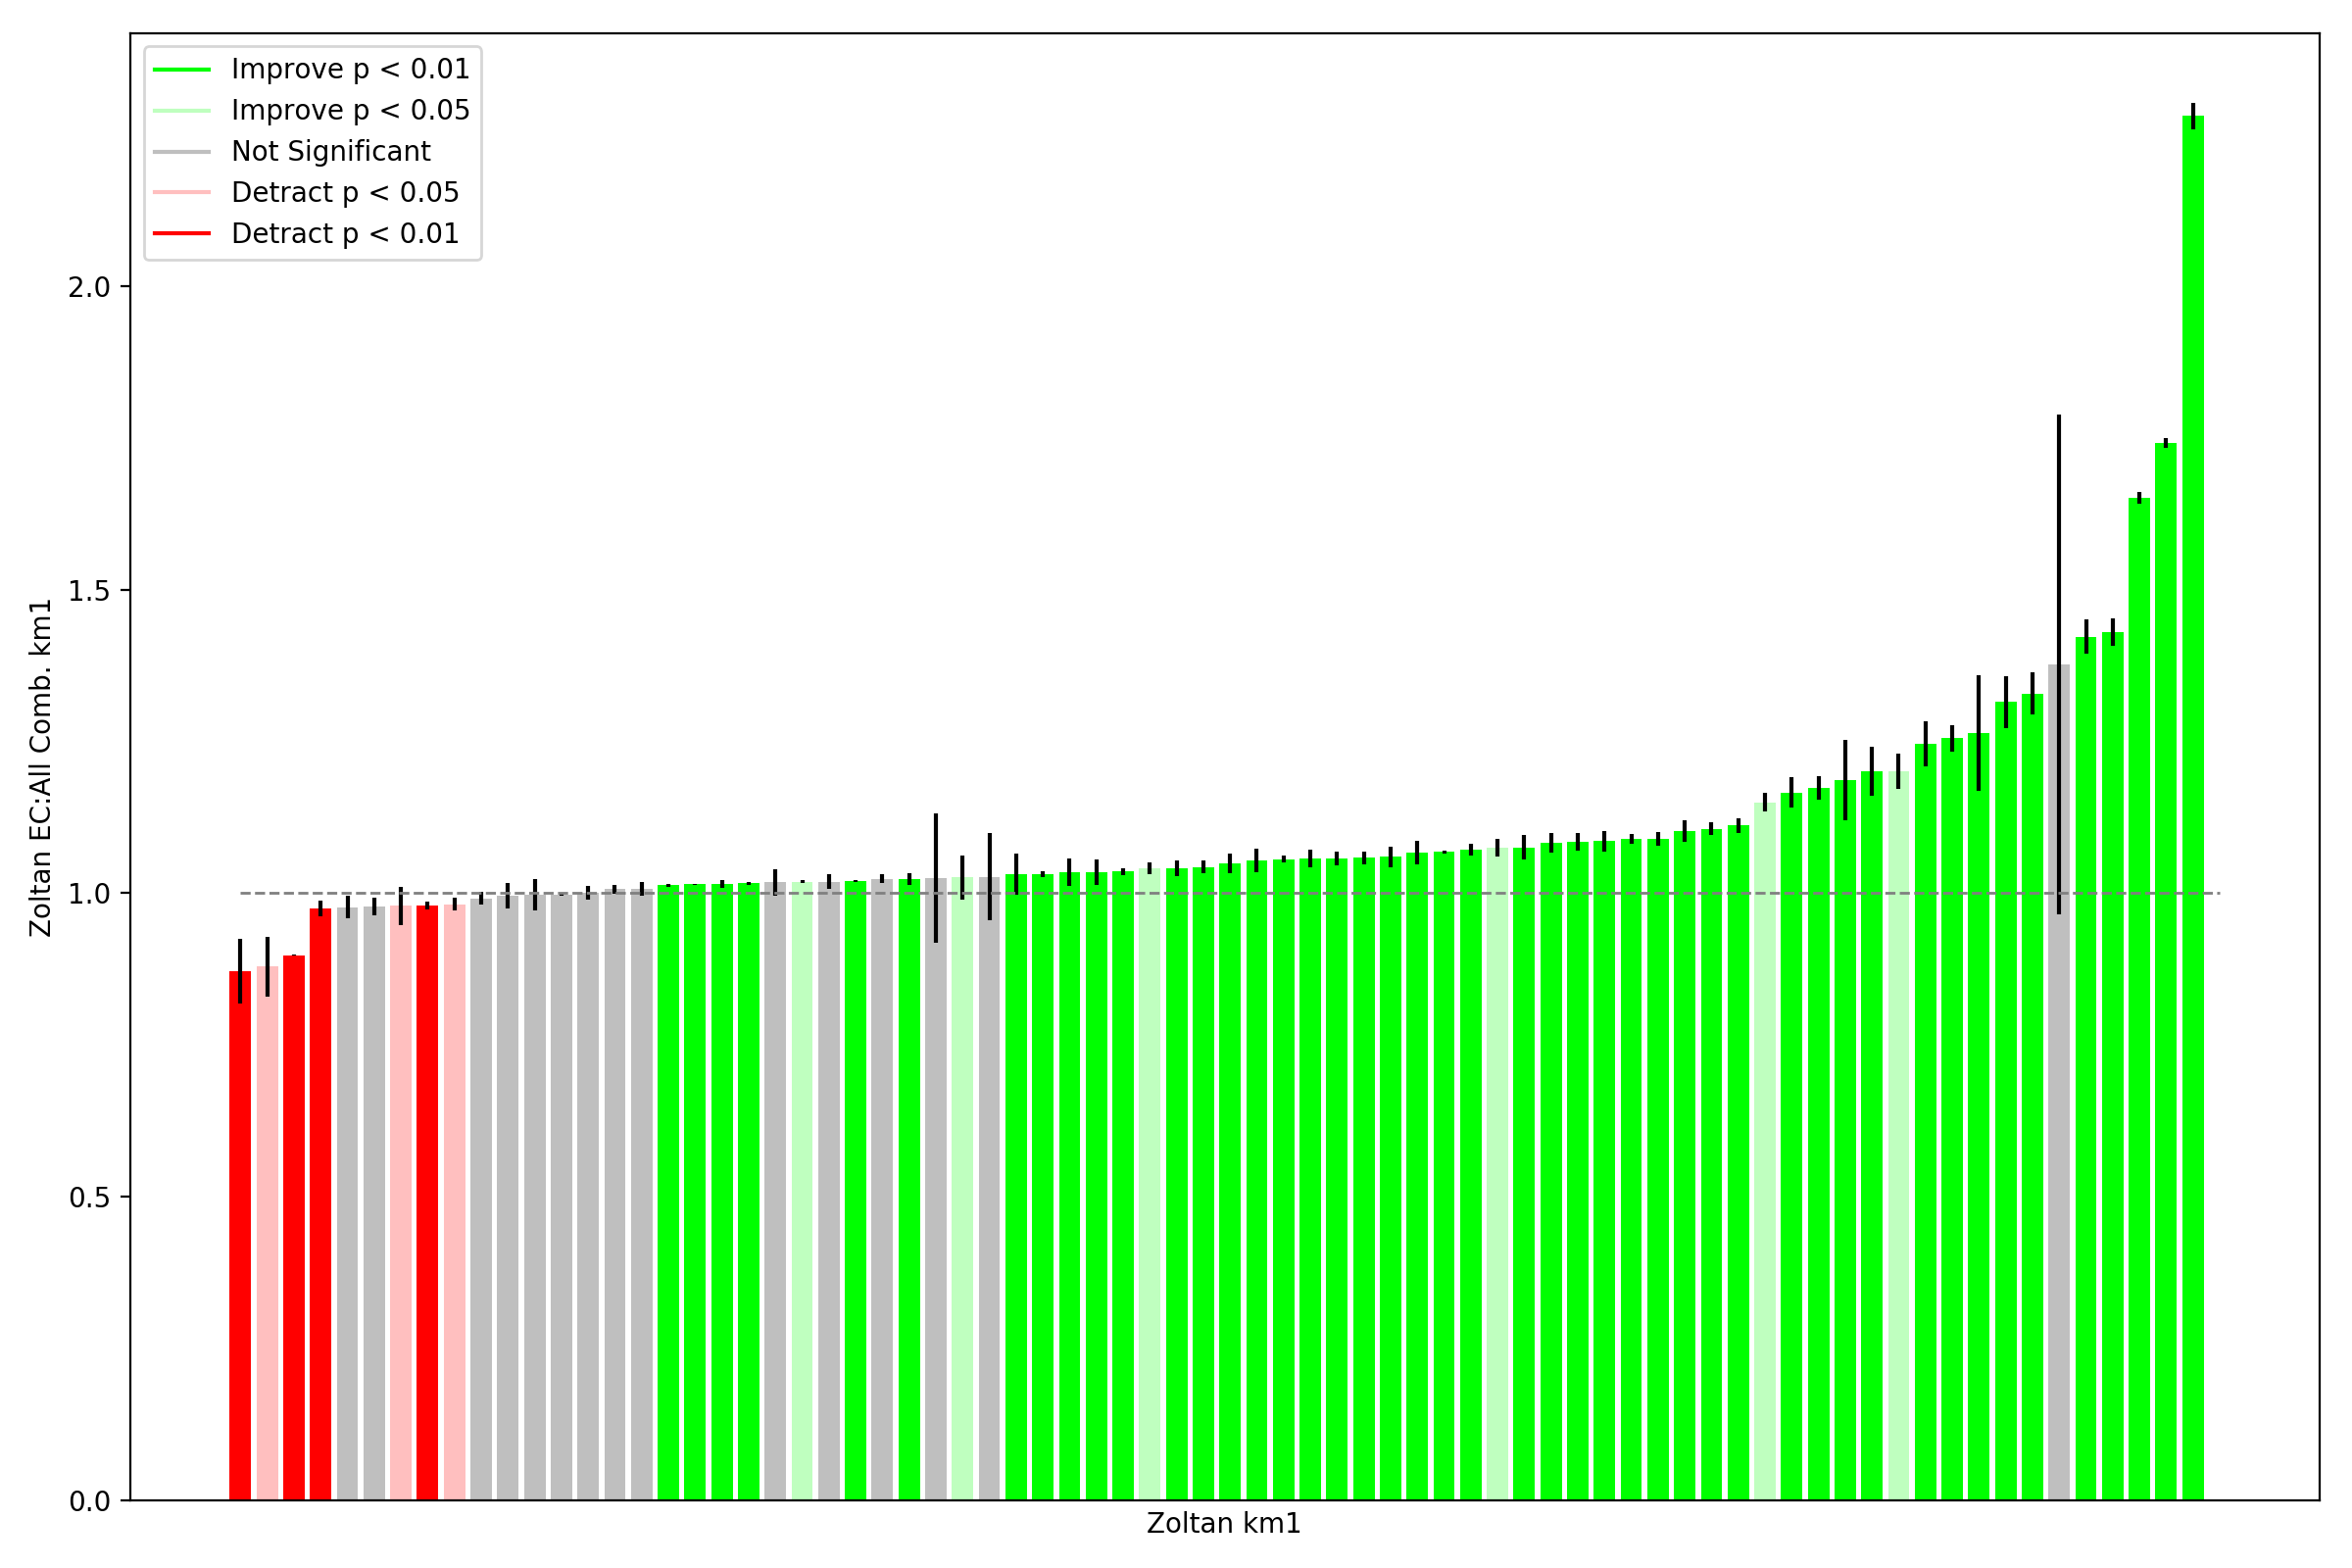 Improve p < 0.01
Improve p < 0.05
Not Significant
Detract p < 0.05
Detract p < 0.01
2.0
1.5
1.0
0.5
0.0
Zoltan EC:All Comb. km1
Zoltan km1